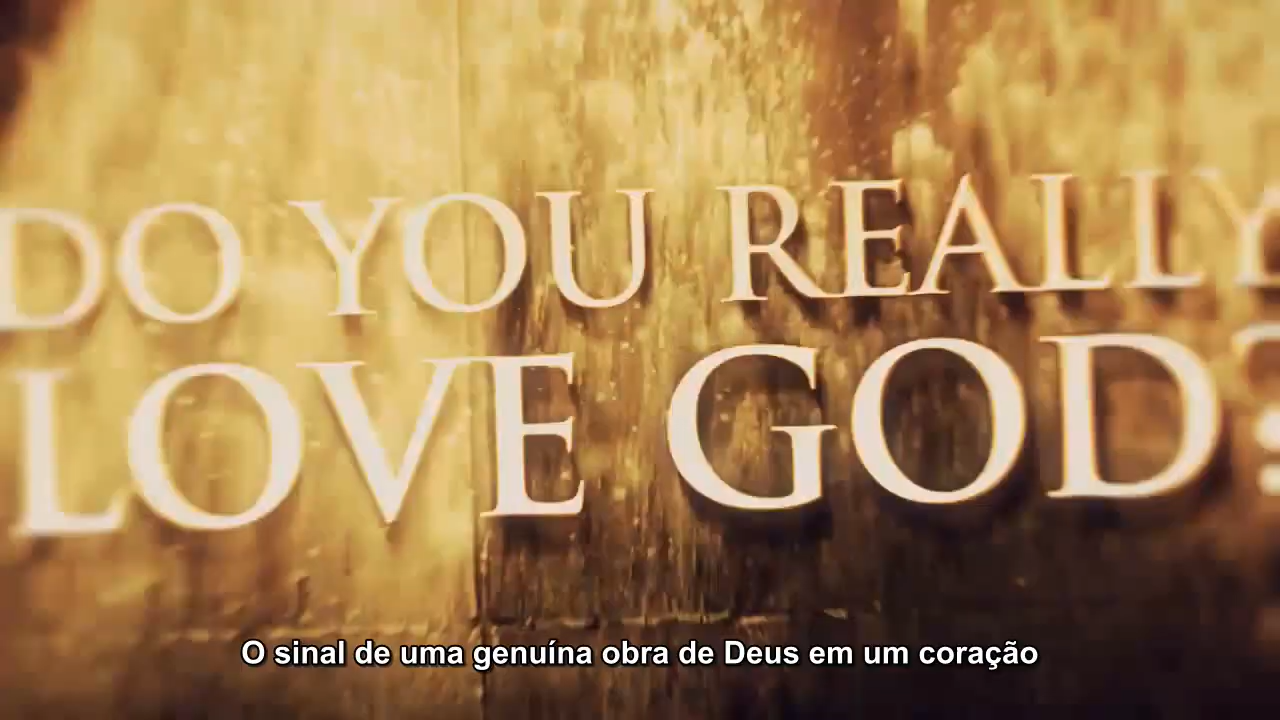 DO YOU REALLY
LOVE GOD?
O sinal de uma genuína obra de Deus em um coração